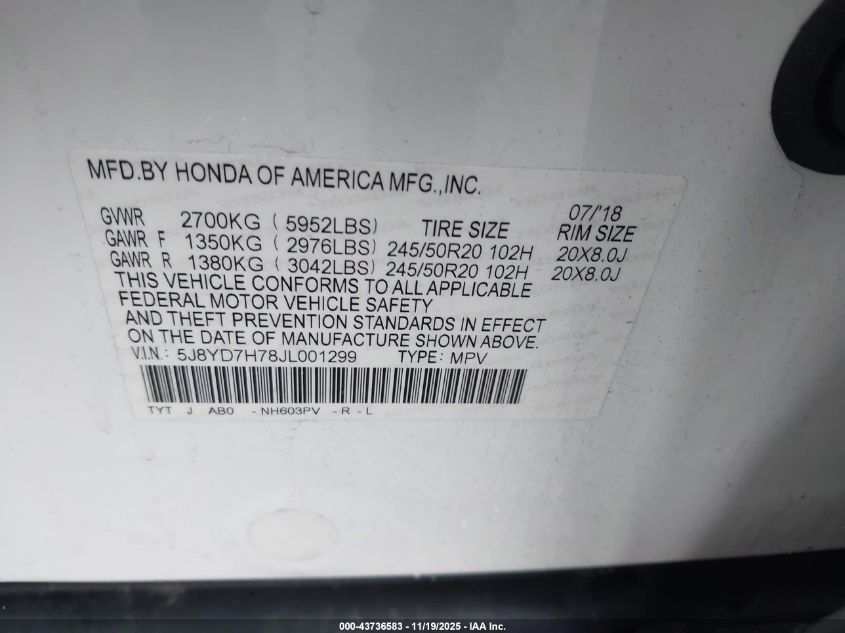 MFD.BY HONDA OF AMERICA MFG.,INC.
07/'18
GVWR 2700KG ( 5952LBS) TIRE SIZE RIM SIZE
GAWR F 1350KG ( 2976LBS) 245/50R20 102H 20X8.0J
GAWR R 1380KG ( 3042LBS) 245/50R20 102H 20X8.0J
THIS VEHICLE CONFORMS TO ALL APPLICABLE
FEDERAL MOTOR VEHICLE SAFETY
AND THEFT PREVENTION STANDARDS IN EFFECT
ON THE DATE OF MANUFACTURE SHOWN ABOVE.
V.I.N.: 5J8YD7H78JL001299 TYPE: MPV
TYT J AB0 - NH603PV - R - L
000-43736583 - 11/19/2025 - IAA Inc.